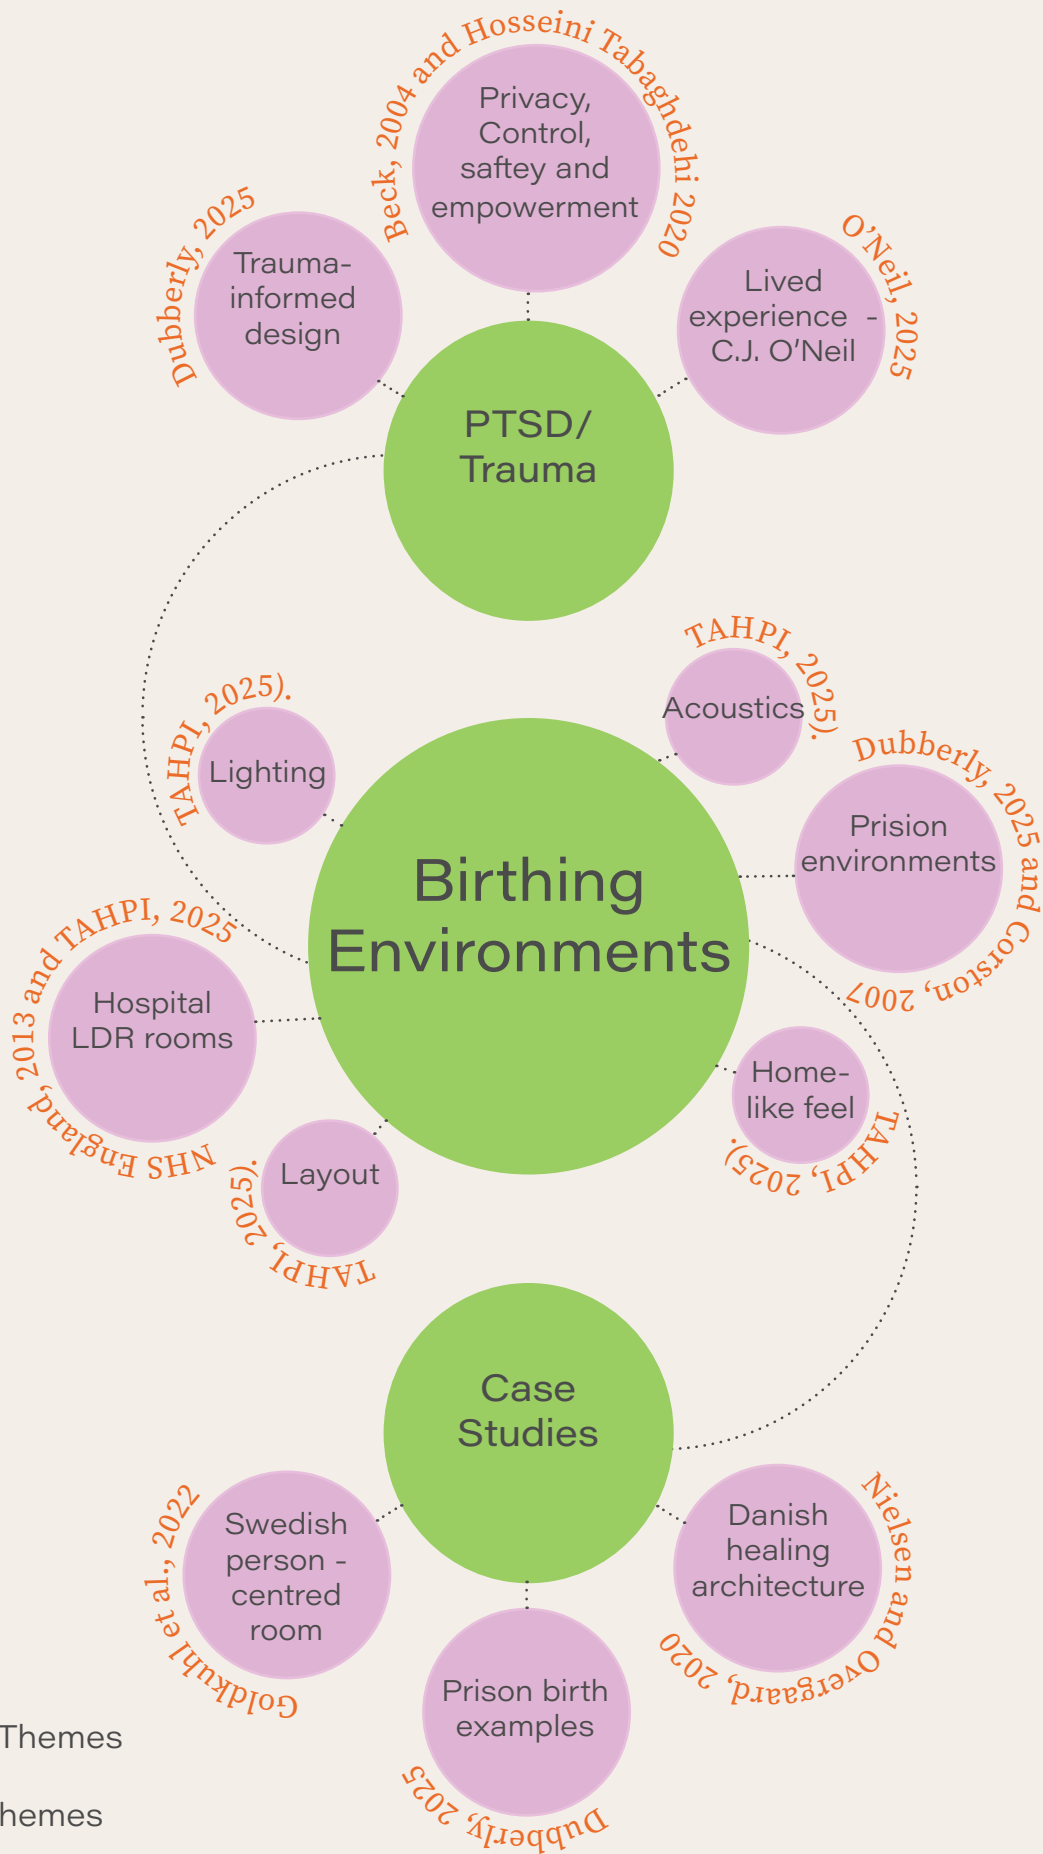 Beck, 2004 and Hosseini Tabaghdehi 2020
Privacy,
Control,
saftey and
empowerment
Dubberly, 2025
Trauma-
informed
design
O'Neil, 2025
Lived
experience -
C.J. O'Neil
PTSD/
Trauma
TAHPI, 2025).
Acoustics
TAHPI, 2025).
Lighting
Dubberly, 2025 and Corston, 2007
Prision
environments
Birthing
Environments
NHS England, 2013 and TAHPI, 2025
Hospital
LDR rooms
Home-
like feel
TAHPI, 2025).
Layout
TAHPI, 2025).
Case
Studies
Goldkuhl et al., 2022
Swedish
person -
centred
room
Danish
healing
architecture
Nielsen and Overgaard, 2020
Prison birth
examples
Dubberly, 2025
Themes
hemes